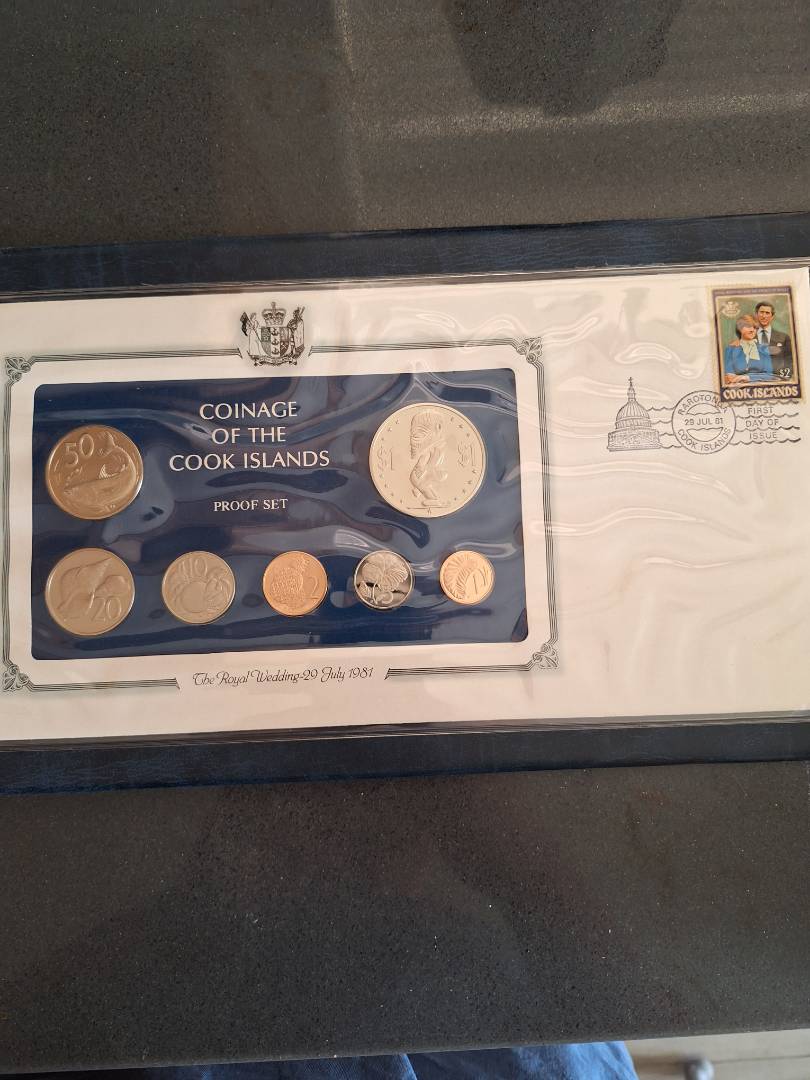 COINAGE
OF THE
COOK ISLANDS
PROOF SET
50
$1 $1
20
10
2
5
1
The Royal Wedding-29 July 1981
$2
COOK ISLANDS
RAROTONGA
29 JUL 81
COOK ISLANDS
FIRST
DAY OF
ISSUE